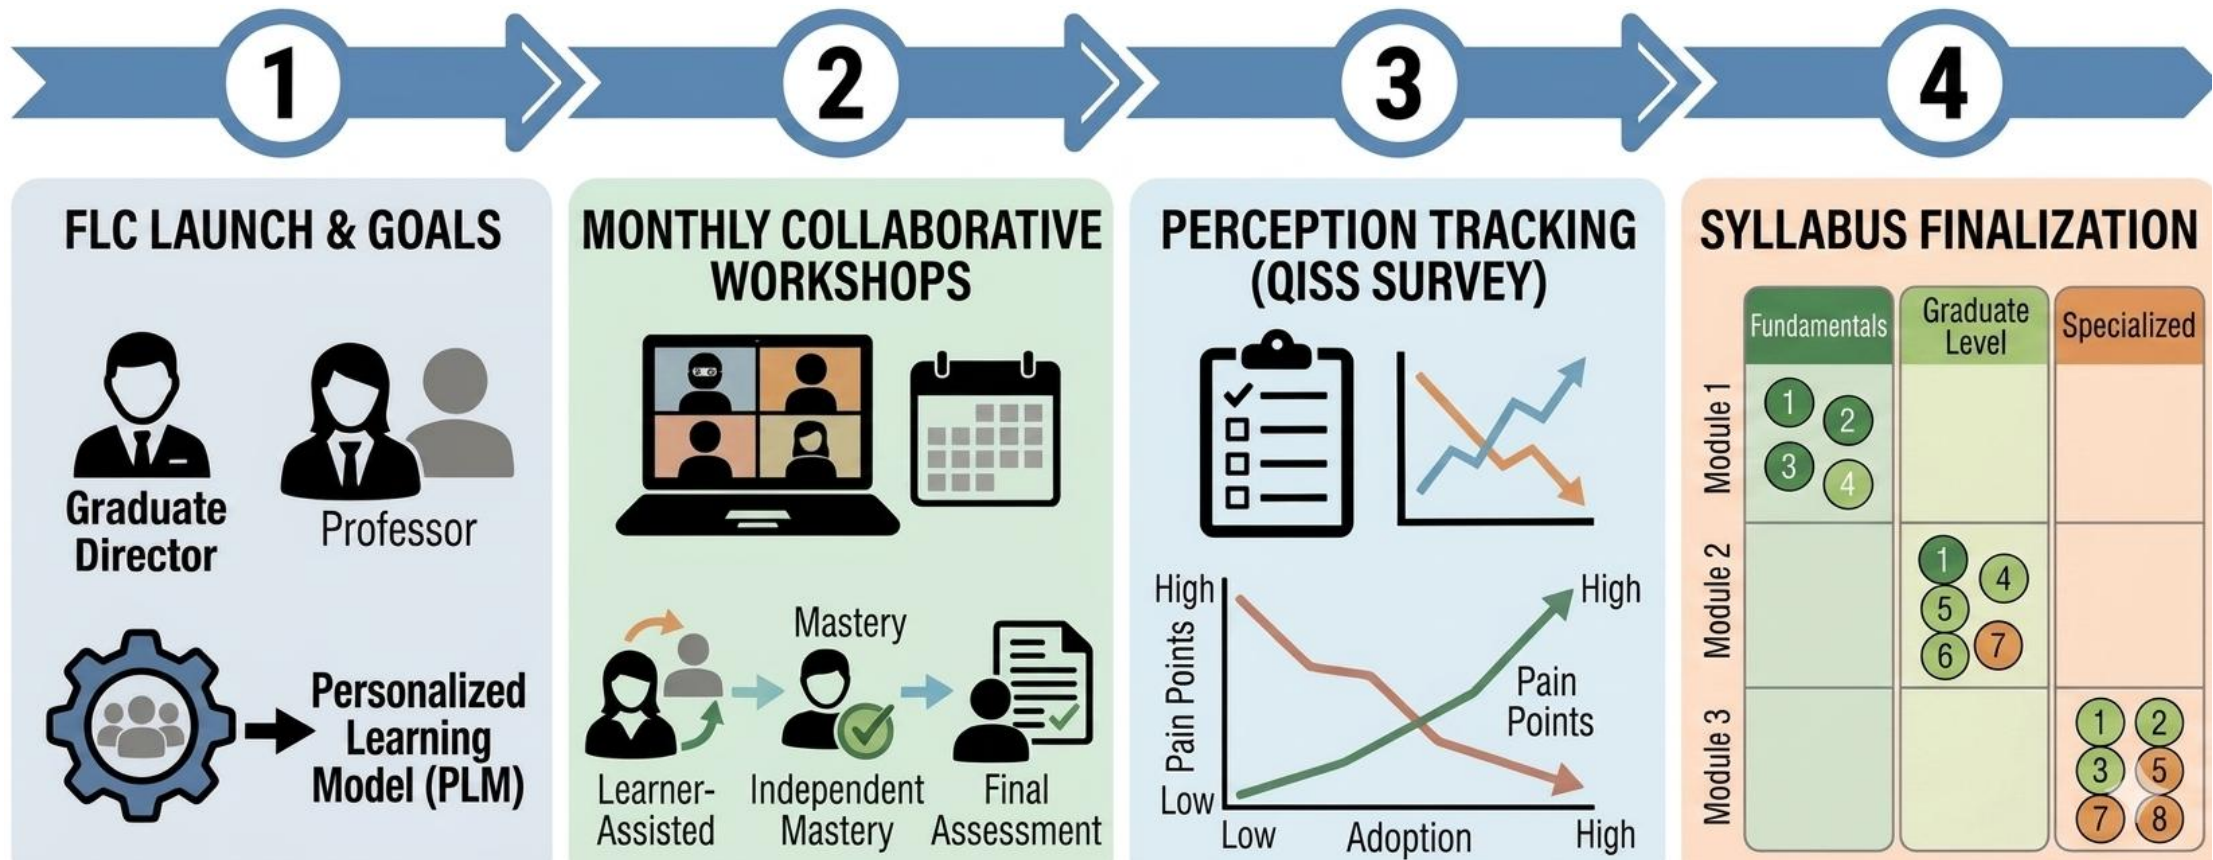 1
2
3
4
FLC LAUNCH & GOALS
Graduate
Director
Professor
Personalized
Learning
Model (PLM)
MONTHLY COLLABORATIVE
WORKSHOPS
Mastery
Learner-
Assisted
Independent
Mastery
Final
Assessment
PERCEPTION TRACKING
(QISS SURVEY)
High
High
Pain Points
Pain
Points
Low
Low
Adoption
High
SYLLABUS FINALIZATION
Fundamentals
Graduate
Level
Specialized
Module 1
1
2
3
4
Module 2
1
4
5
6
7
Module 3
1 2
3 5
7 8